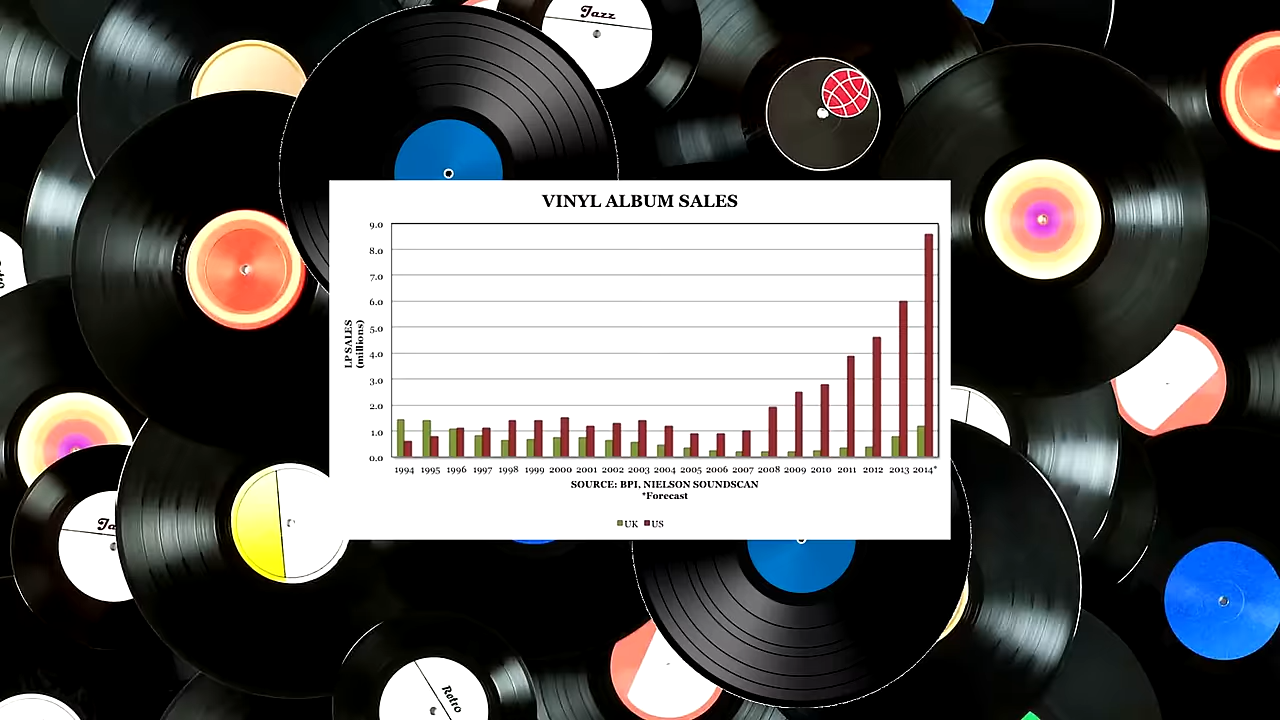 Jazz
VINYL ALBUM SALES
9.0
8.0
7.0
6.0
5.0
4.0
3.0
2.0
1.0
0.0
LP SALES
(millions)
1994 1995 1996 1997 1998 1999 2000 2001 2002 2003 2004 2005 2006 2007 2008 2009 2010 2011 2012 2013 2014*
SOURCE: BPI, NIELSON SOUNDSCAN
*Forecast
UK US
Retro